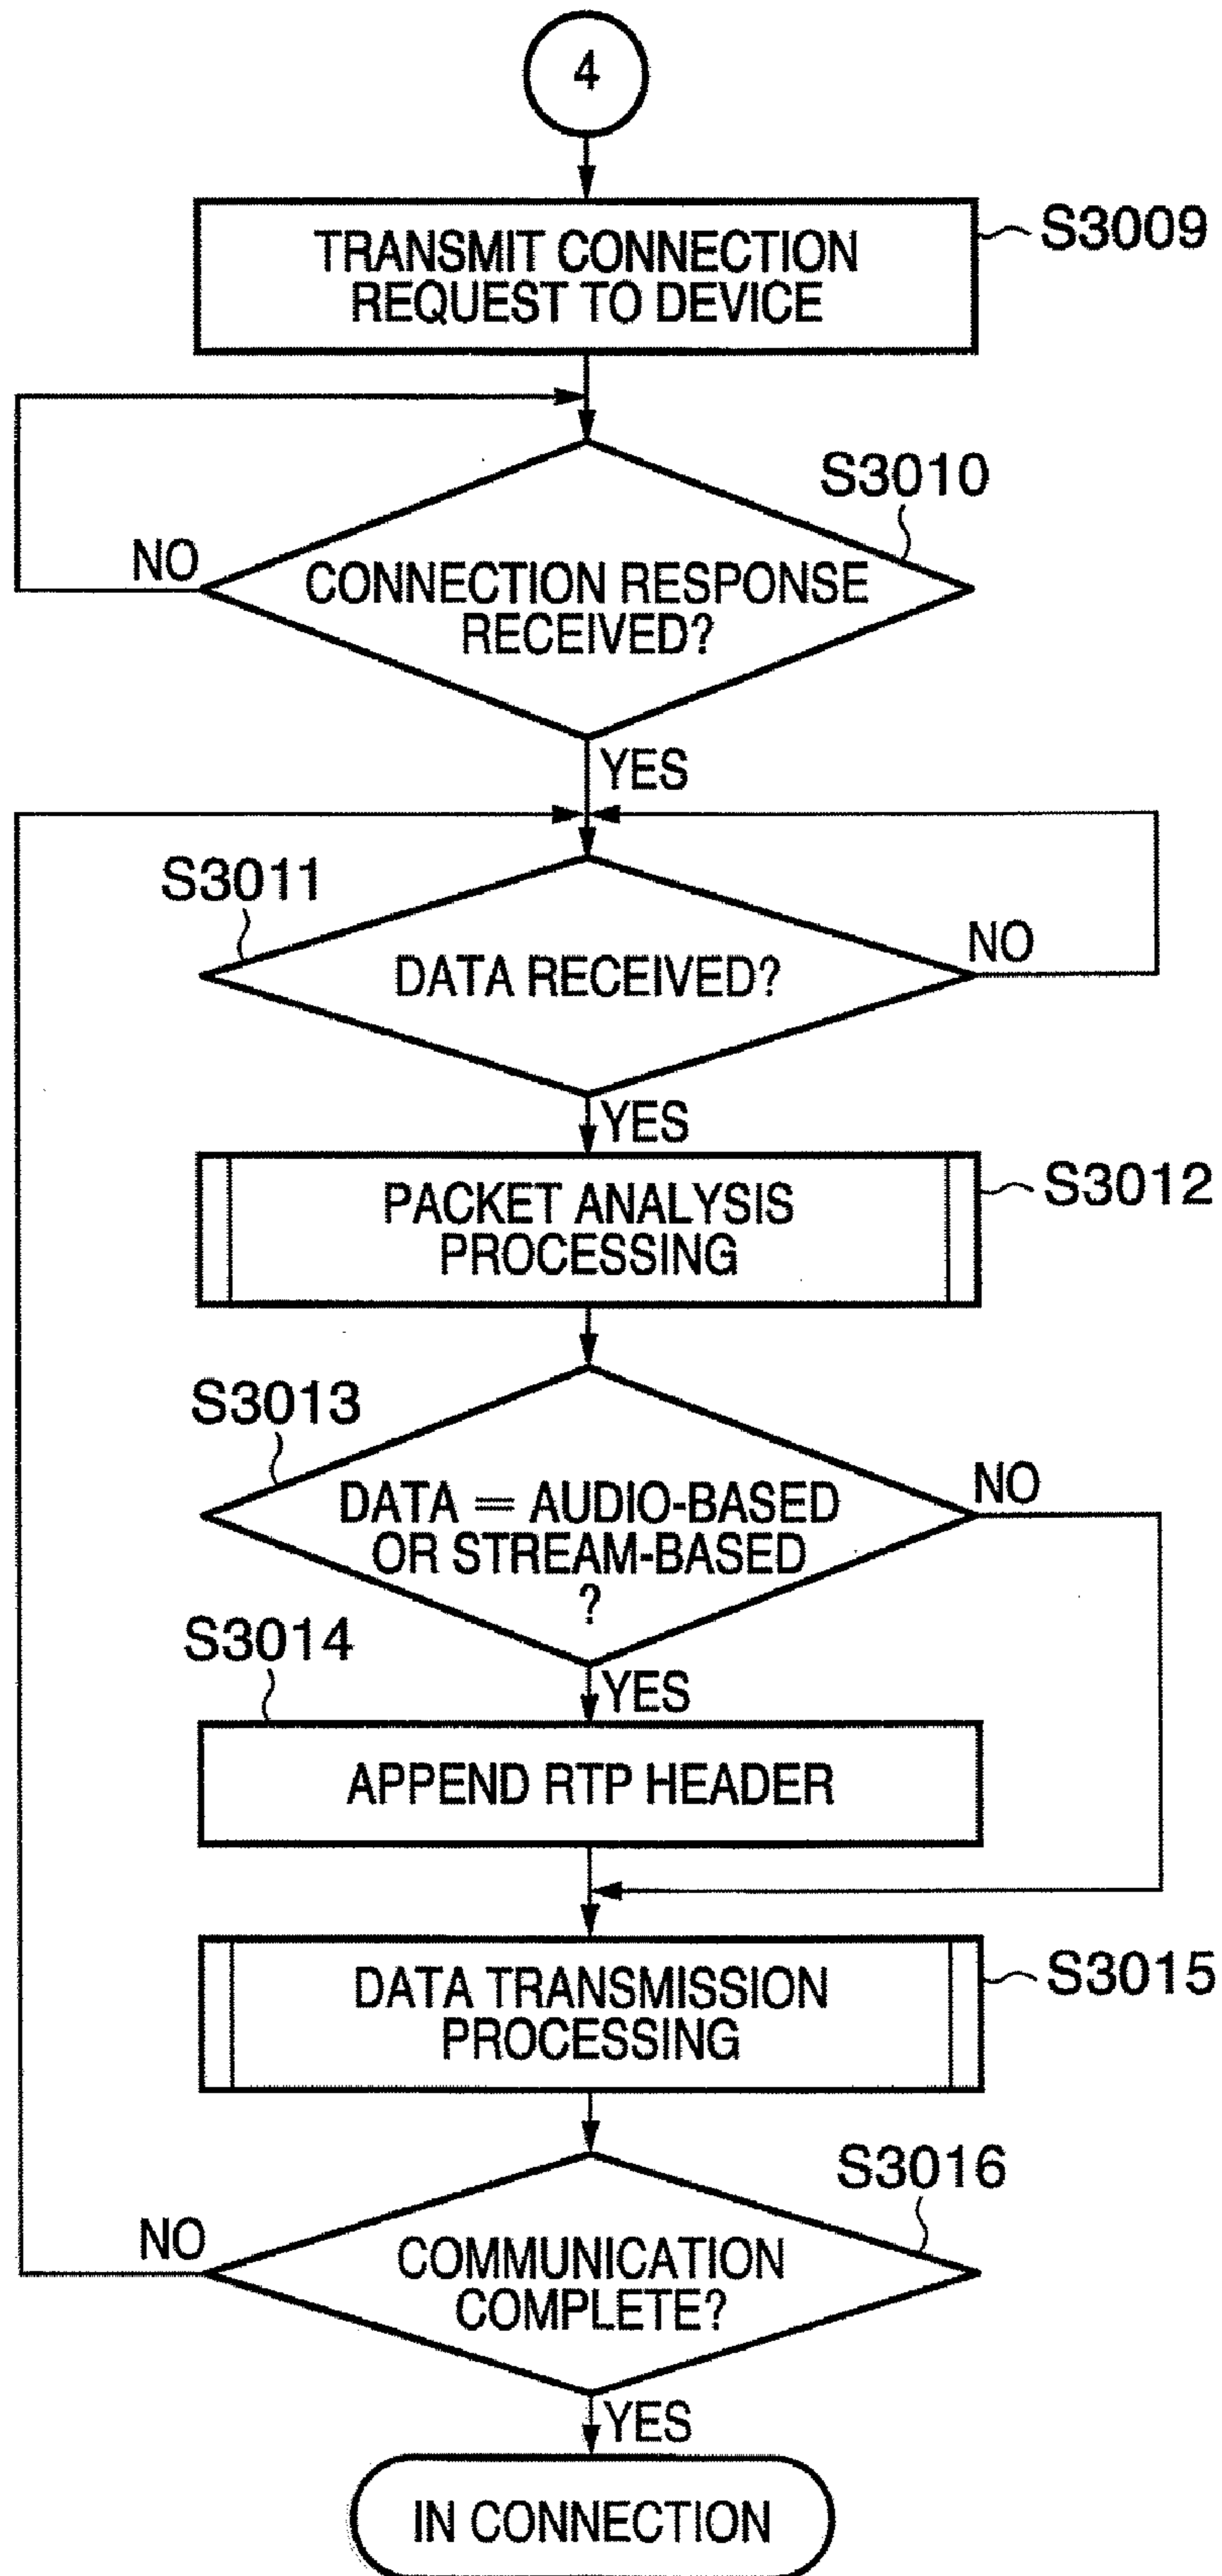 4
TRANSMIT CONNECTION
REQUEST TO DEVICE
S3009
S3010
NO
CONNECTION RESPONSE
RECEIVED?
YES
S3011
NO
DATA RECEIVED?
YES
PACKET ANALYSIS
PROCESSING
S3012
S3013
NO
DATA = AUDIO-BASED
OR STREAM-BASED
?
S3014
YES
APPEND RTP HEADER
DATA TRANSMISSION
PROCESSING
S3015
S3016
NO
COMMUNICATION
COMPLETE?
YES
IN CONNECTION